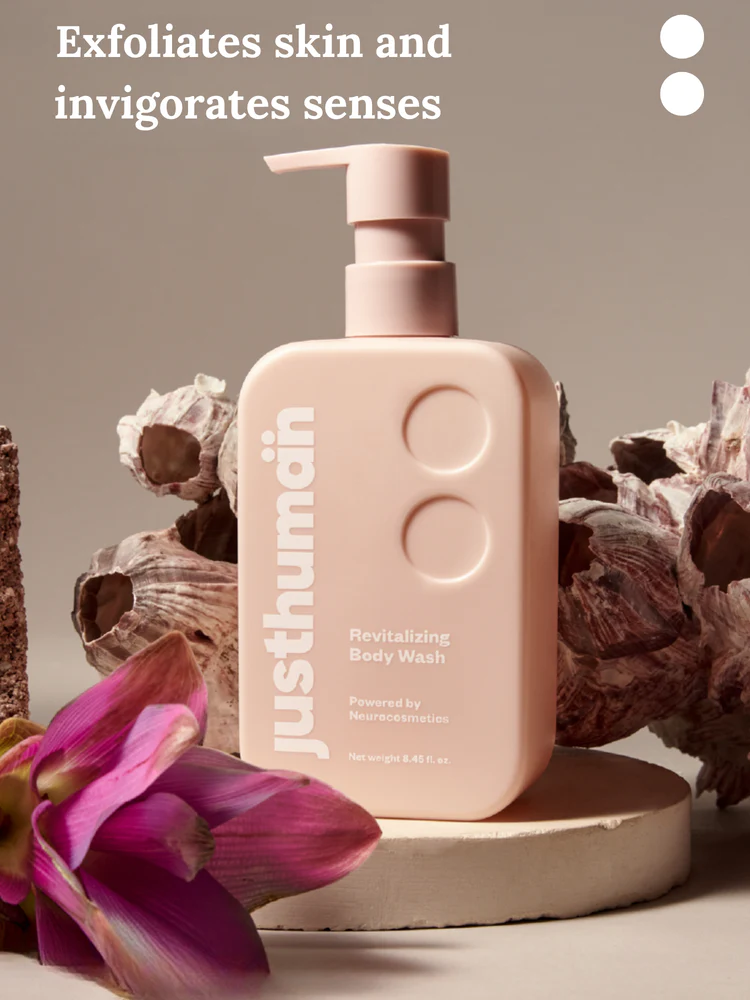 Exfoliates skin and
invigorates senses
justhumän
Revitalizing
Body Wash
Powered by
Neurocosmetics
Net weight 8.45 fl. oz.